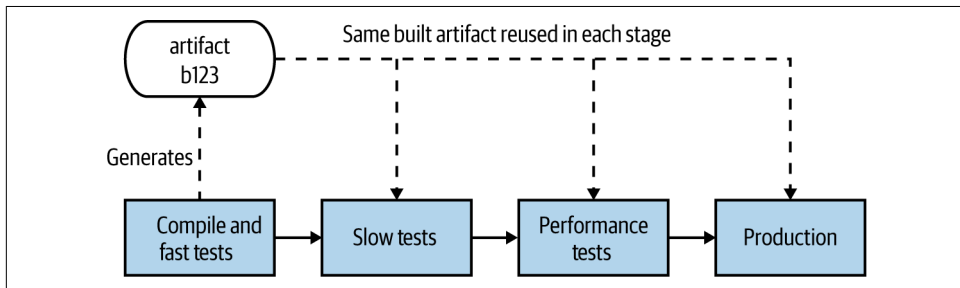 artifact
b123
Same built artifact reused in each stage
Generates
Compile and
fast tests
Slow tests
Performance
tests
Production